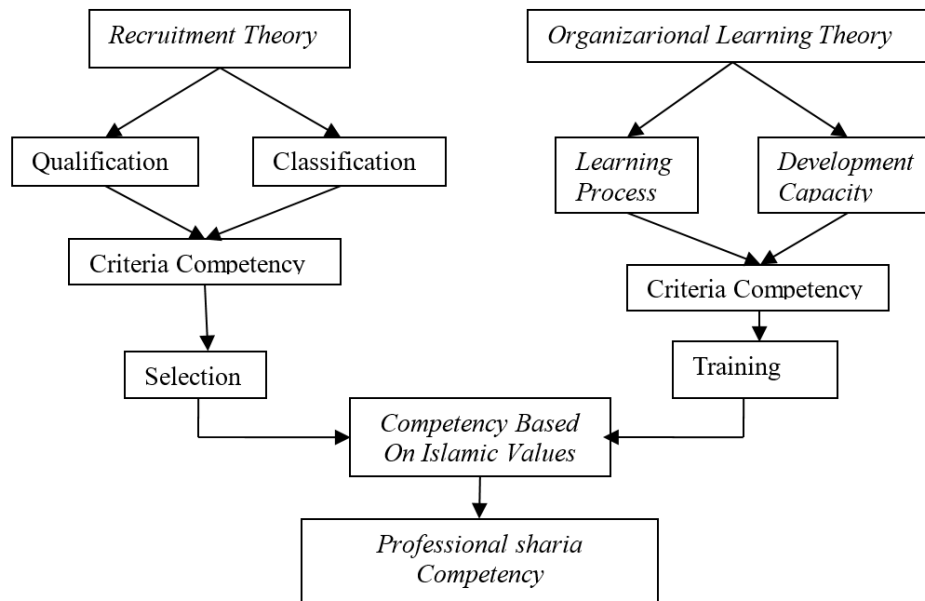 Recruitment Theory
Organizarional Learning Theory
Qualification
Classification
Learning
Process
Development
Capacity
Criteria Competency
Criteria Competency
Selection
Training
Competency Based
On Islamic Values
Professional sharia
Competency